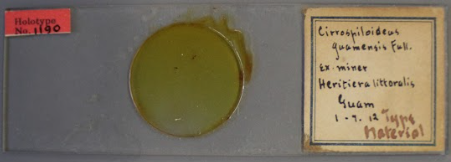 Holotype
No. 1190
Cirrospiloideus
guamensis Full.
Ex. miner
Heritiera littoralis
Guam
1-7. 12 Type
Material